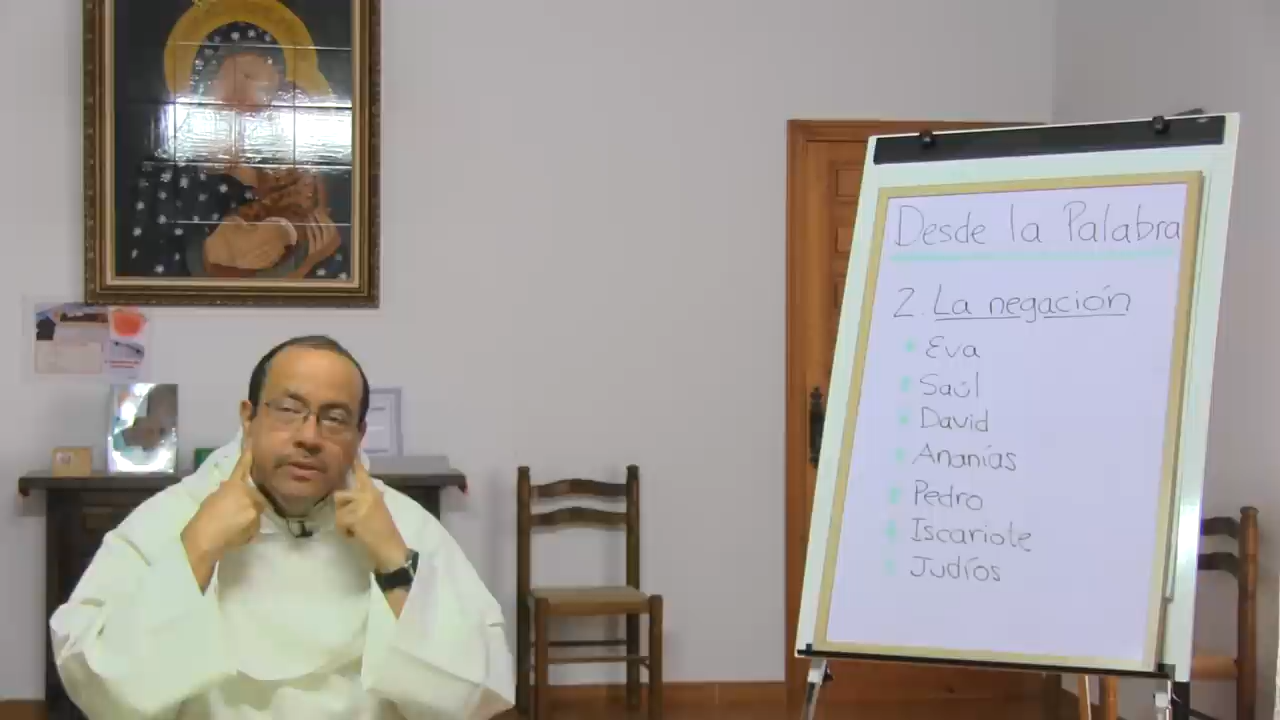 Desde la Palabra
2. La negación
Eva
Saúl
David
Ananías
Pedro
Iscariote
Judíos